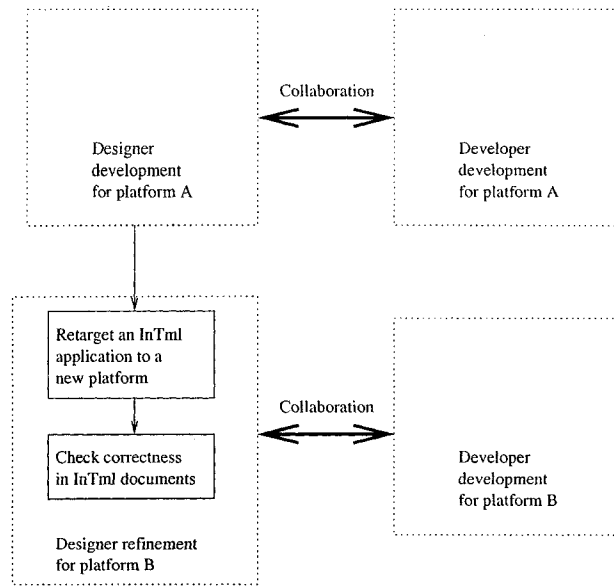 Collaboration
Designer
development
for platform A
Developer
development
for platform A
Retarget an InTml
application to a
new platform
Collaboration
Check correctness
in InTml documents
Developer
development
for platform B
Designer refinement
for platform B